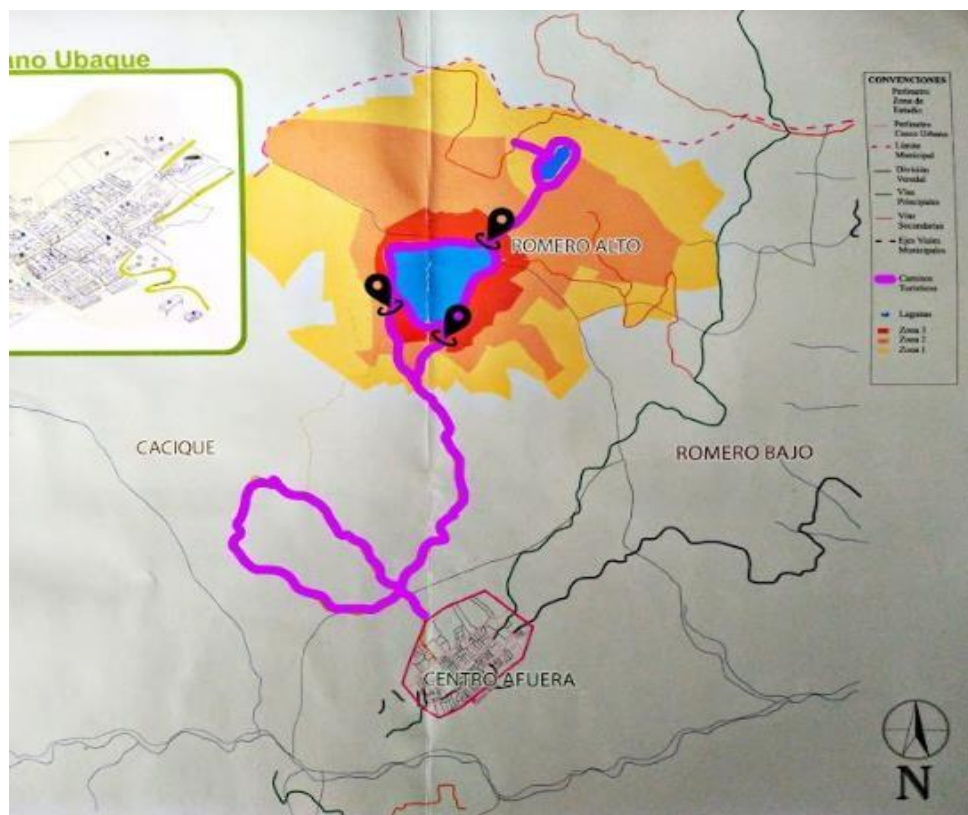 ano Ubaque
CONVENCIONES
Perímetro
Zona de
Estudio
Perímetro
Casco Urbano
Límite
Municipal
División
Veredal
Vías
Principales
Vías
Secundarias
Ejes Viales
Municipales
Caminos
Turísticos
Lagunas
Zona 3
Zona 2
Zona 1
ROMERO ALTO
CACIQUE
ROMERO BAJO
CENTRO AFUERA
N